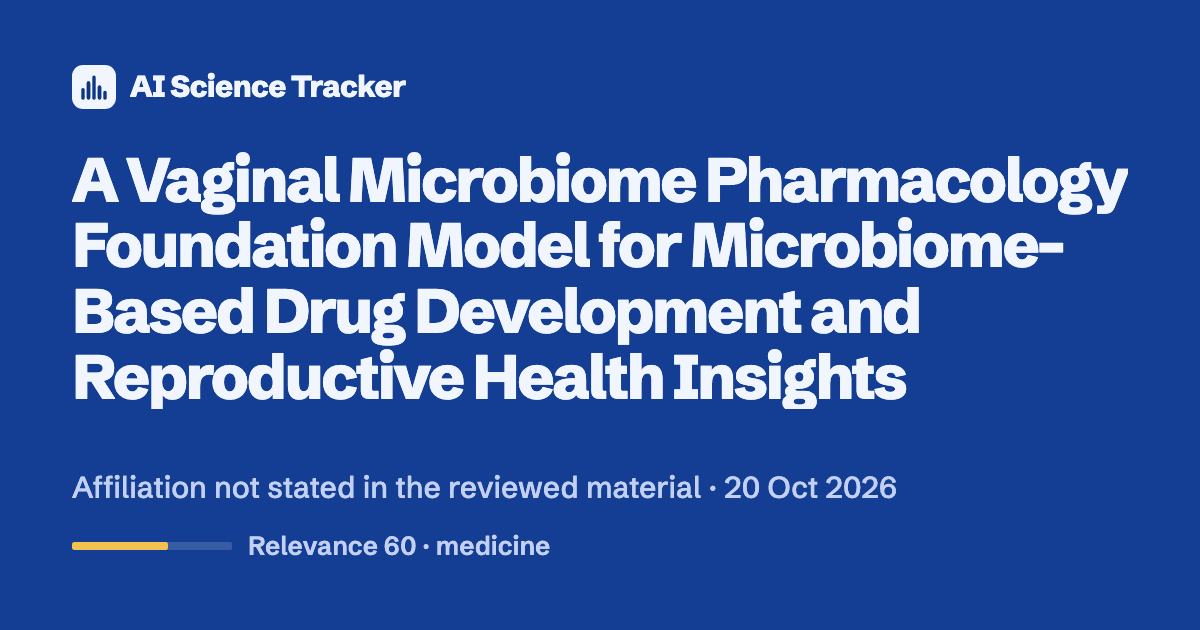 AI Science Tracker
A Vaginal Microbiome Pharmacology
Foundation Model for Microbiome-
Based Drug Development and
Reproductive Health Insights
Affiliation not stated in the reviewed material · 20 Oct 2026
Relevance 60 · medicine